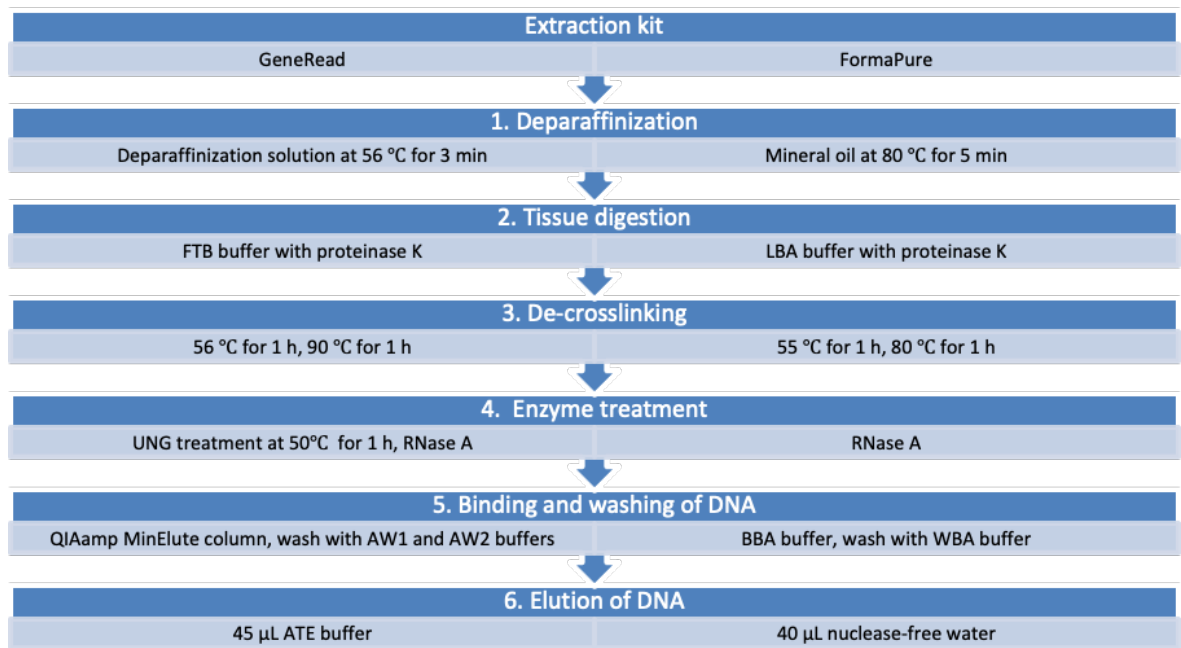 Extraction kit
GeneRead
FormaPure
1. Deparaffinization
Deparaffinization solution at 56 °C for 3 min
Mineral oil at 80 °C for 5 min
2. Tissue digestion
FTB buffer with proteinase K
LBA buffer with proteinase K
3. De-crosslinking
56 °C for 1 h, 90 °C for 1 h
55 °C for 1 h, 80 °C for 1 h
4.  Enzyme treatment
UNG treatment at 50°C  for 1 h, RNase A
RNase A
5. Binding and washing of DNA
QIAamp MinElute column, wash with AW1 and AW2 buffers
BBA buffer, wash with WBA buffer
6. Elution of DNA
45 µL ATE buffer
40 µL nuclease-free water